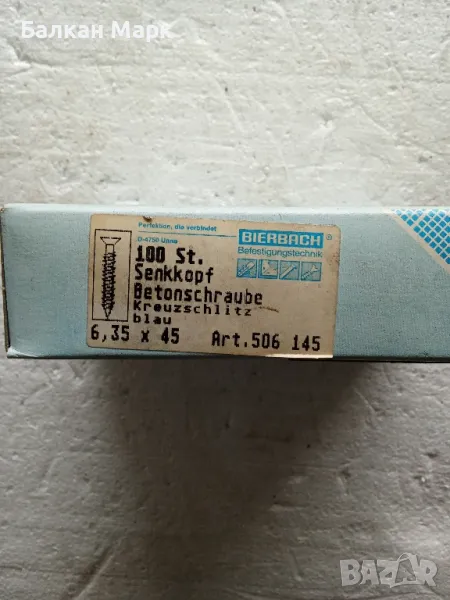 Балкан Марк
Perfektion, die verbindet
D-4750 Unna
BIERBACH®
Befestigungstechnik
100 St.
Senkkopf
Betonschraube
Kreuzschlitz
blau
6,35 x 45 Art.506 145
BAZAR